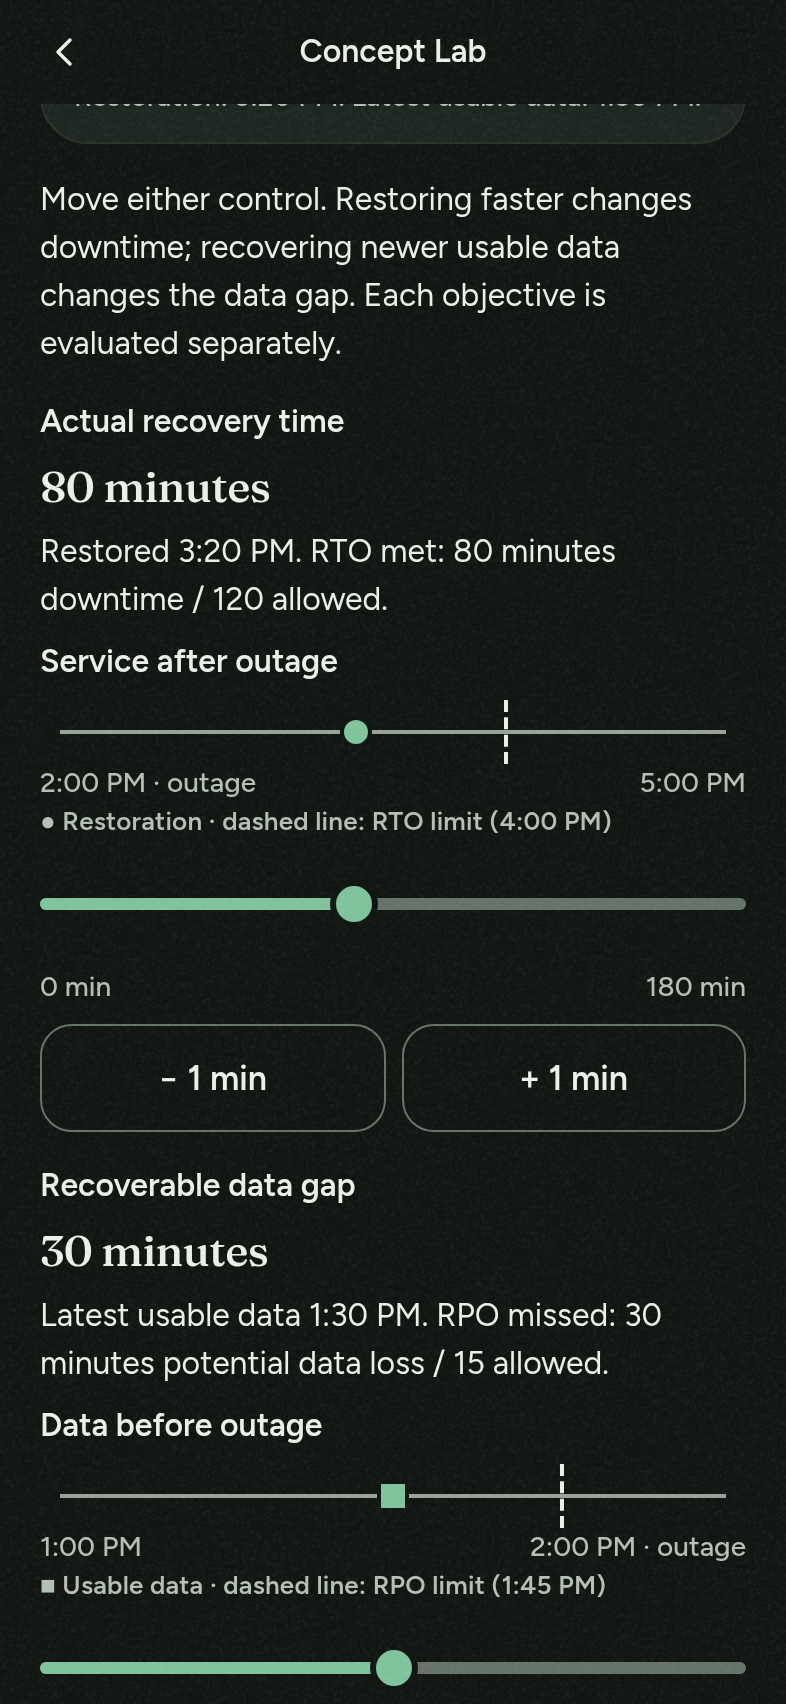 Concept Lab
Move either control. Restoring faster changes
downtime; recovering newer usable data
changes the data gap. Each objective is
evaluated separately.
Actual recovery time
80 minutes
Restored 3:20 PM. RTO met: 80 minutes
downtime / 120 allowed.
Service after outage
2:00 PM · outage
5:00 PM
● Restoration · dashed line: RTO limit (4:00 PM)
0 min
180 min
− 1 min
+ 1 min
Recoverable data gap
30 minutes
Latest usable data 1:30 PM. RPO missed: 30
minutes potential data loss / 15 allowed.
Data before outage
1:00 PM
2:00 PM · outage
■ Usable data · dashed line: RPO limit (1:45 PM)